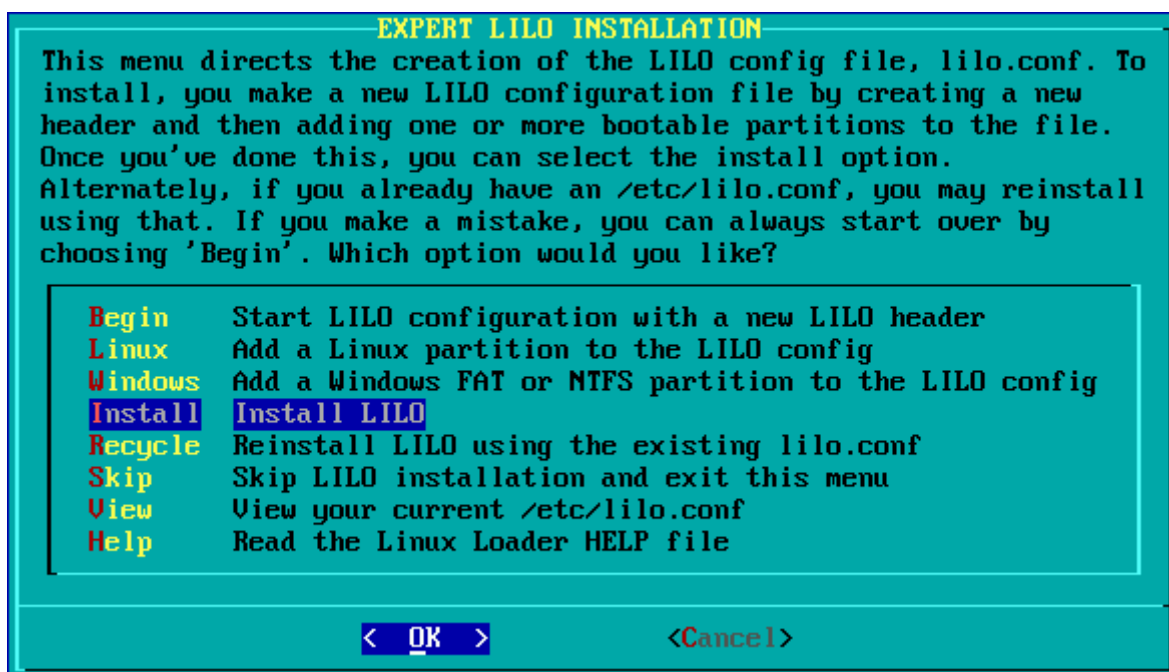 EXPERT LILO INSTALLATION
This menu directs the creation of the LILO config file, lilo.conf. To
install, you make a new LILO configuration file by creating a new
header and then adding one or more bootable partitions to the file.
Once you've done this, you can select the install option.
Alternately, if you already have an /etc/lilo.conf, you may reinstall
using that. If you make a mistake, you can always start over by
choosing 'Begin'. Which option would you like?
Begin Start LILO configuration with a new LILO header
Linux Add a Linux partition to the LILO config
Windows Add a Windows FAT or NTFS partition to the LILO config
Install Install LILO
Recycle Reinstall LILO using the existing lilo.conf
Skip Skip LILO installation and exit this menu
View View your current /etc/lilo.conf
Help Read the Linux Loader HELP file
< OK > <Cancel>